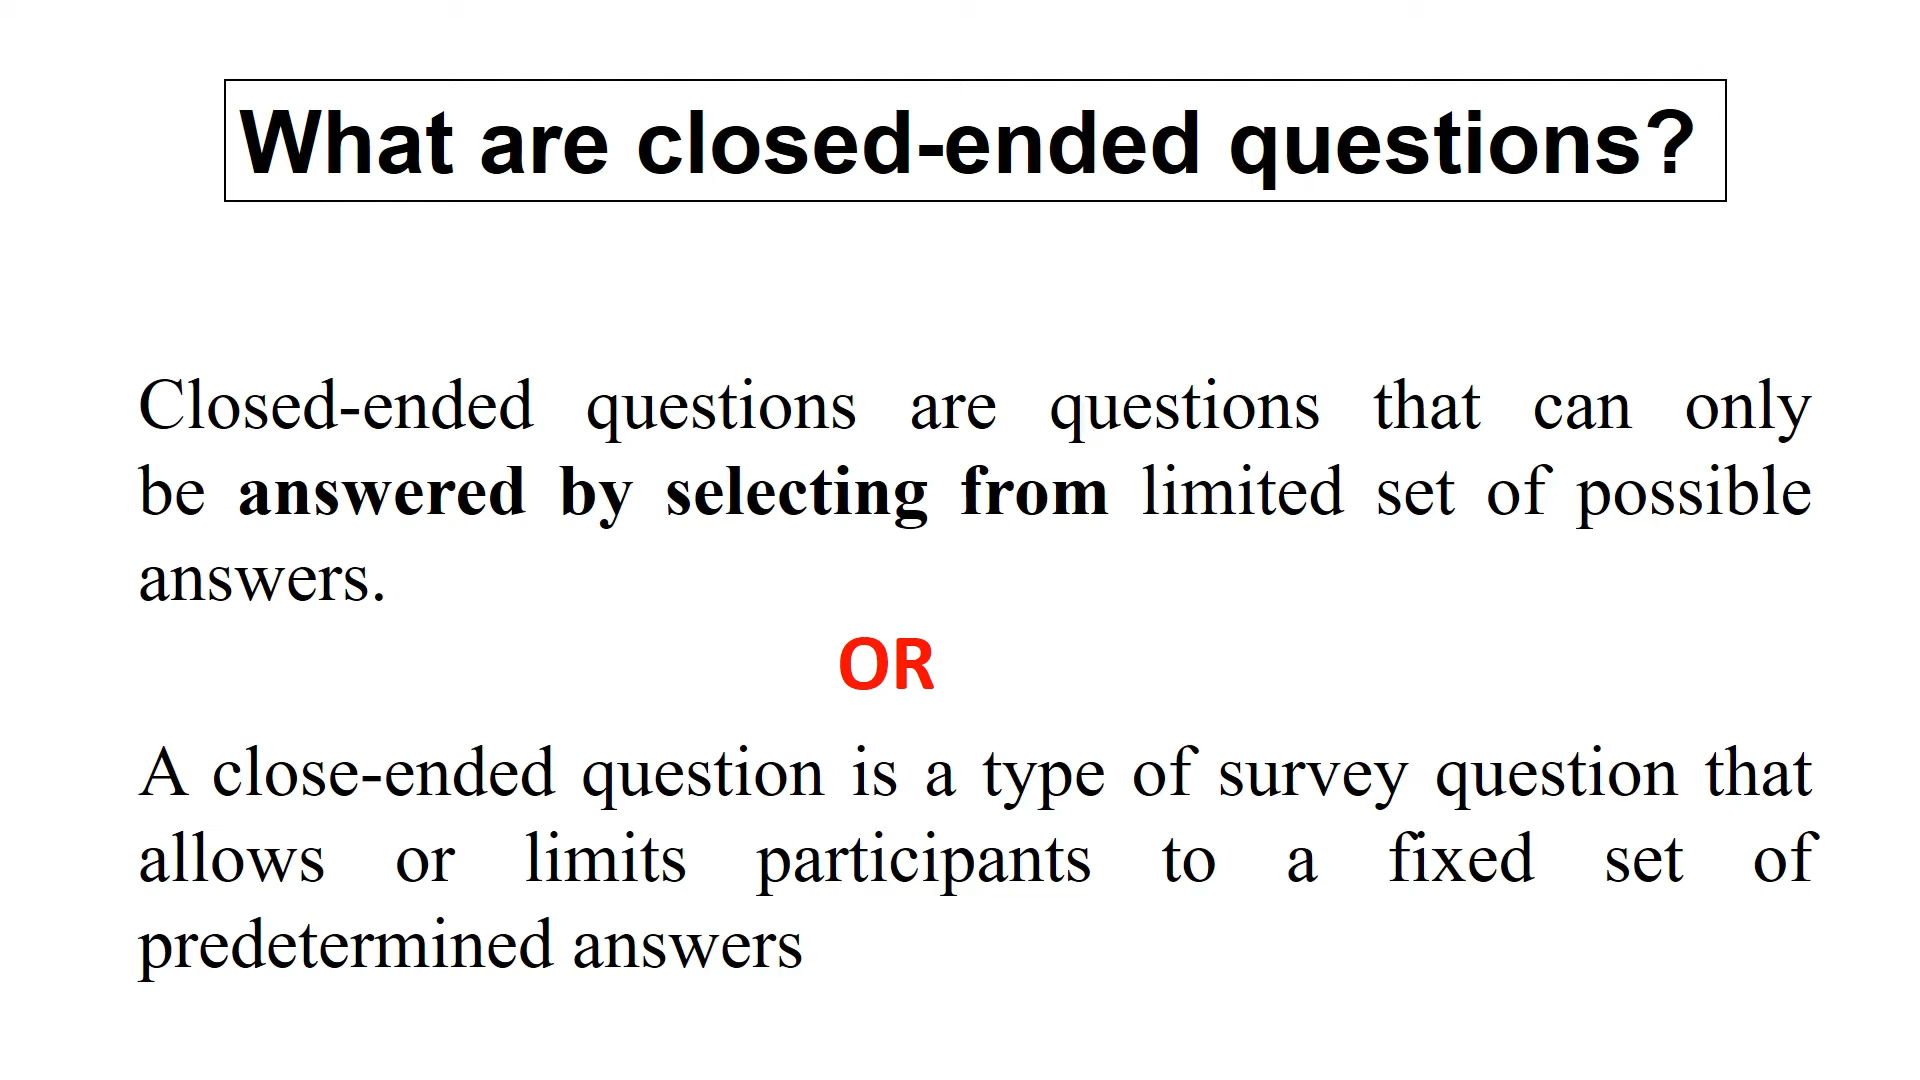 What are closed-ended questions?
Closed-ended questions are questions that can only
be answered by selecting from limited set of possible
answers.
OR
A close-ended question is a type of survey question that
allows or limits participants to a fixed set of
predetermined answers